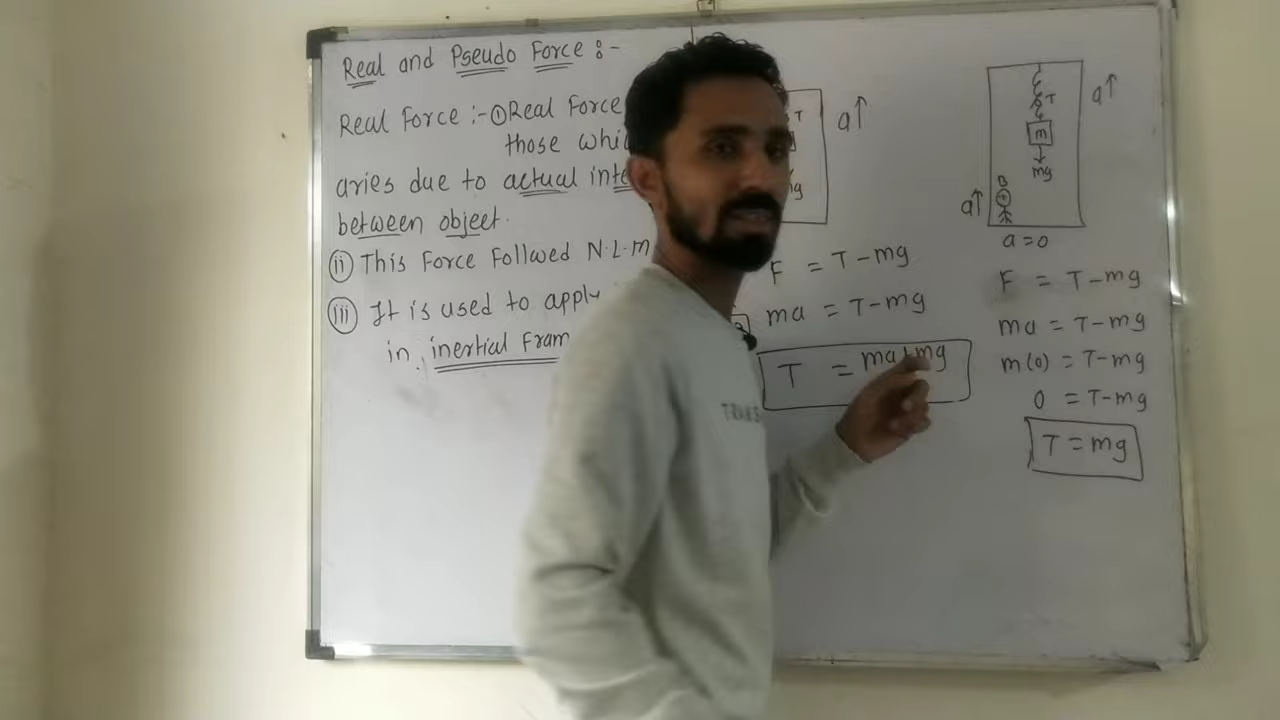 Real and Pseudo Force :-
Real Force :- ① Real Force
those whi
aries due to actual inte
between object.
(ii) This Force Follwed N.L.m
(iii) It is used to apply
in inertial Fram
T
a↑
mg
F = T-mg
ma = T-mg
T = ma+mg
T
a↑
m
mg
B
a↑
a=0
F = T-mg
ma = T-mg
m(0) = T-mg
0 = T-mg
T = mg